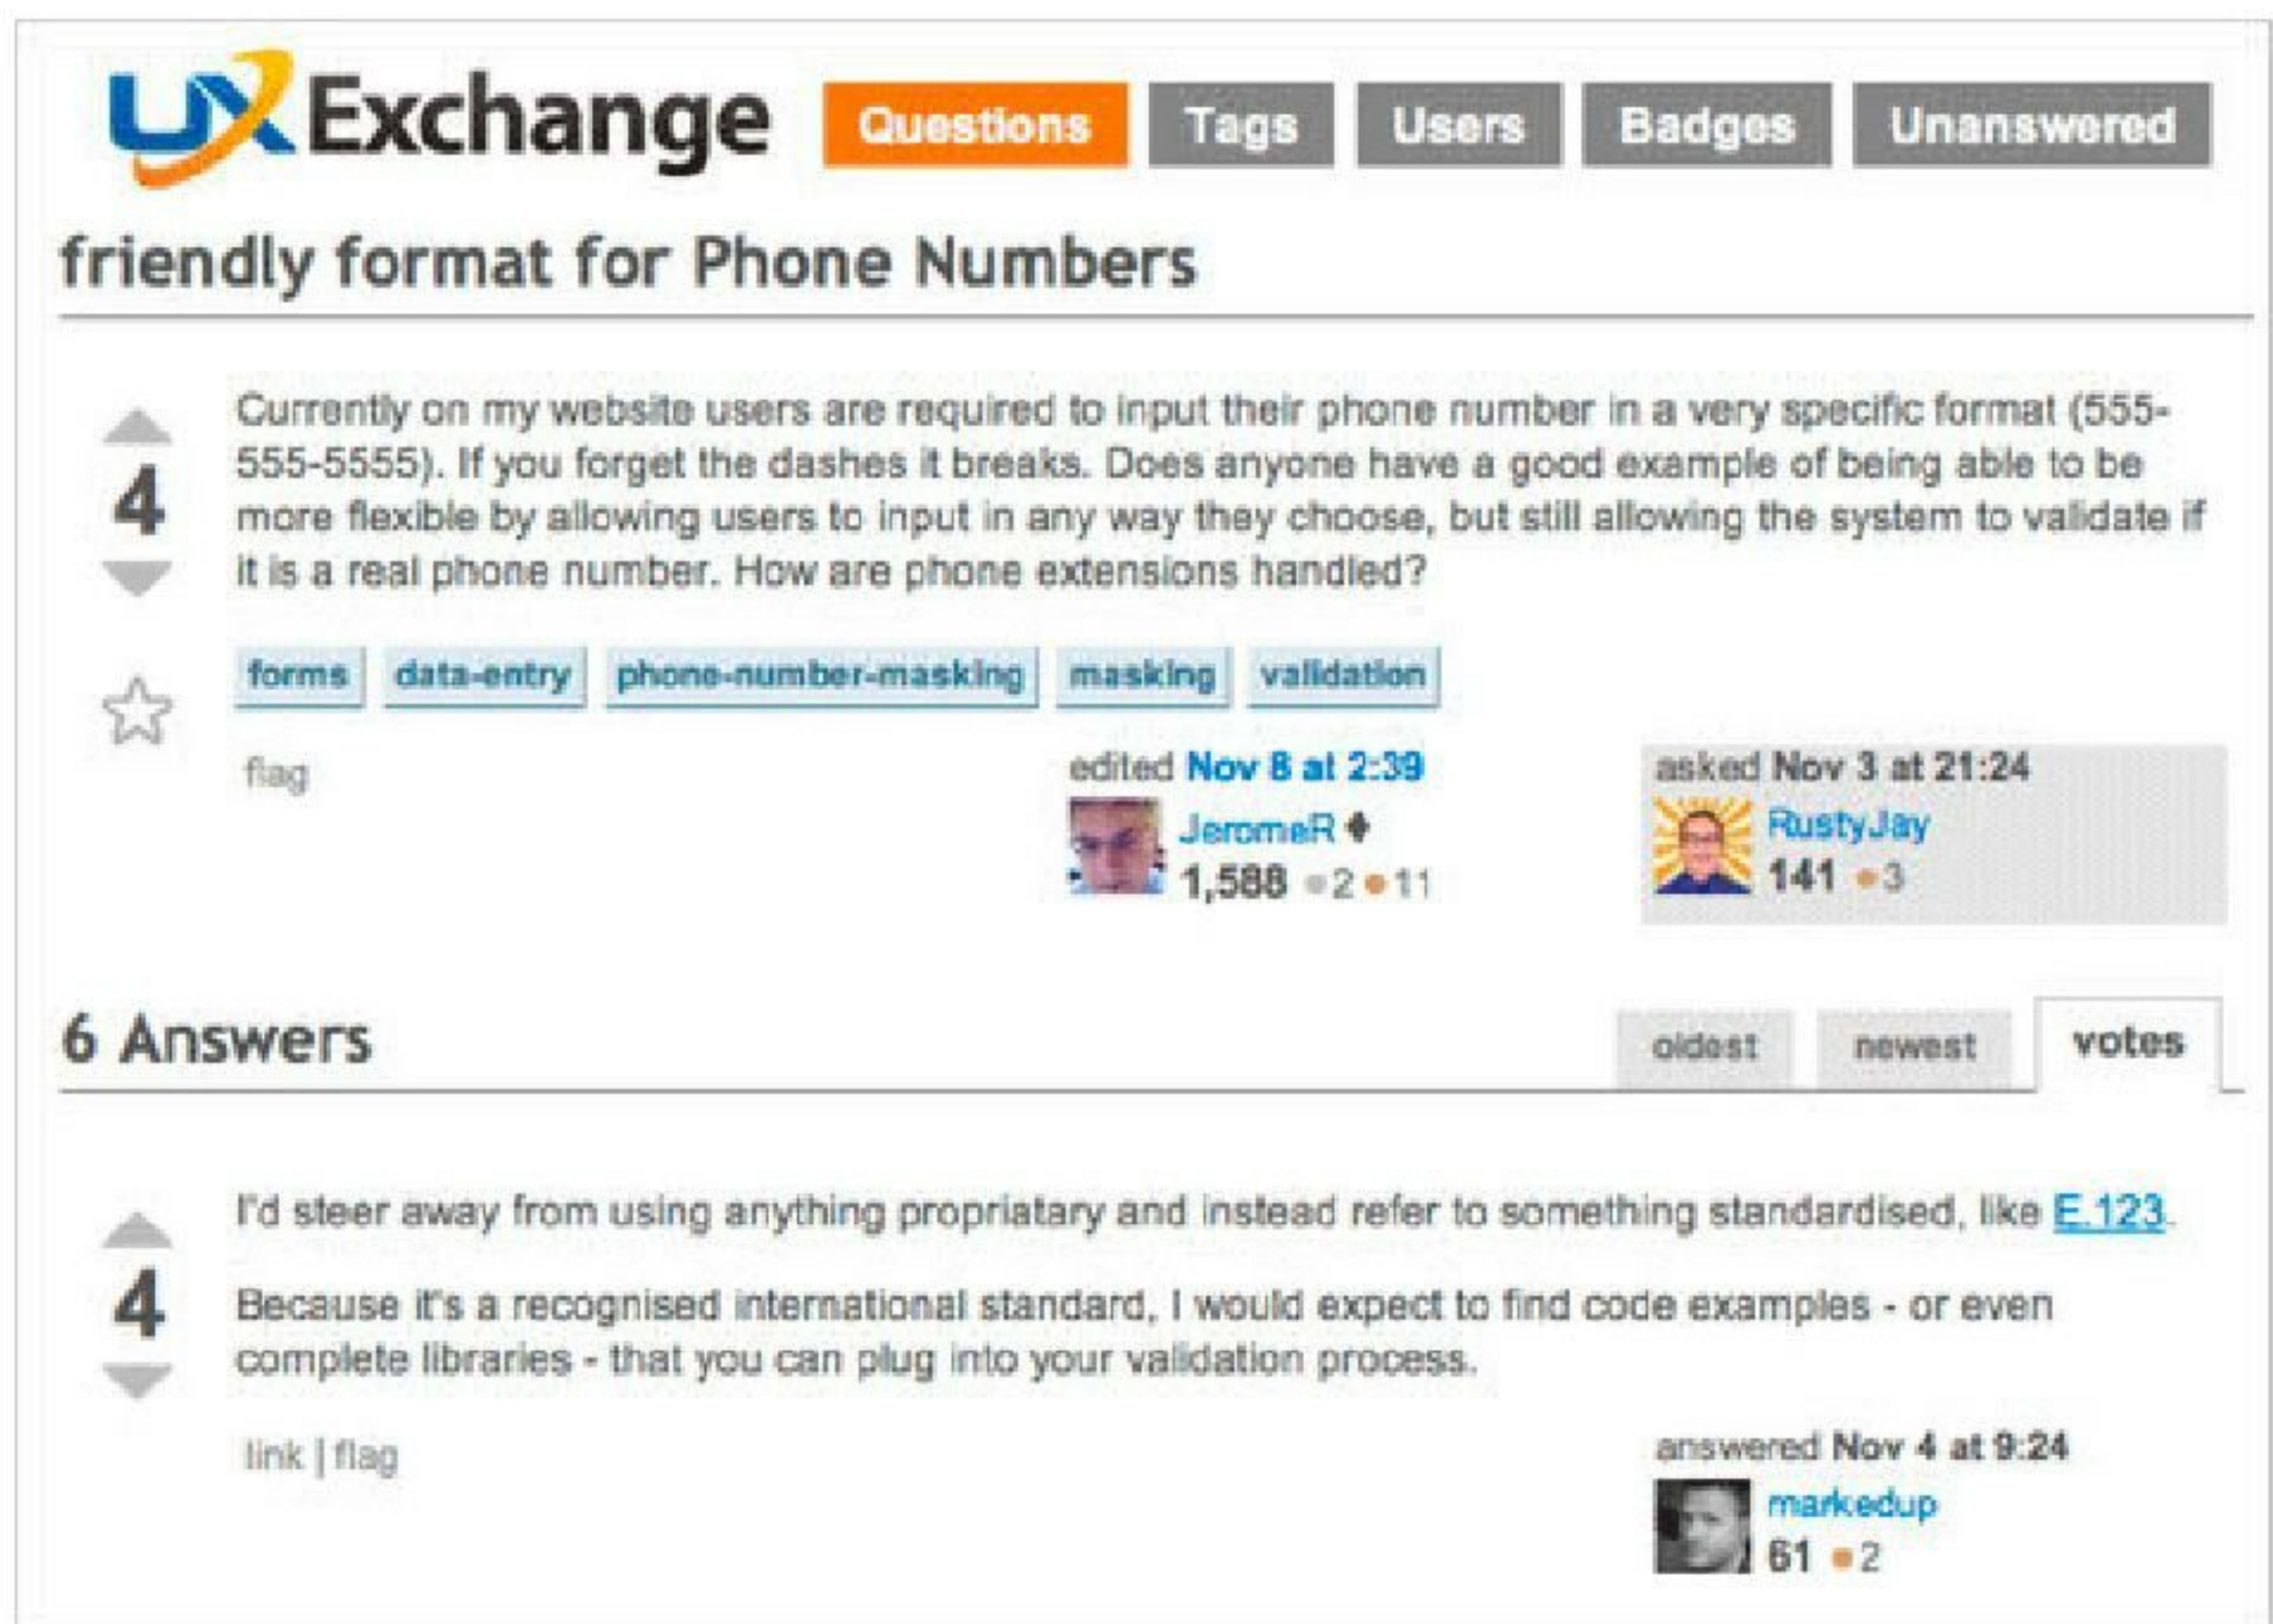 UX Exchange Questions Tags Users Badges Unanswered
friendly format for Phone Numbers
Currently on my website users are required to input their phone number in a very specific format (555-
555-5555). If you forget the dashes it breaks. Does anyone have a good example of being able to be
4
more flexible by allowing users to input in any way they choose, but still allowing the system to validate if
it is a real phone number. How are phone extensions handled?
forms data-entry phone-number-masking masking validation
flag
edited Nov 8 at 2:39
JeromeR ♦
1,588 ●2 ●11
asked Nov 3 at 21:24
RustyJay
141 ●3
6 Answers
oldest newest votes
I'd steer away from using anything propriatary and instead refer to something standardised, like E.123.
4
Because it's a recognised international standard, I would expect to find code examples - or even
complete libraries - that you can plug into your validation process.
link | flag
answered Nov 4 at 9:24
markedup
61 ●2